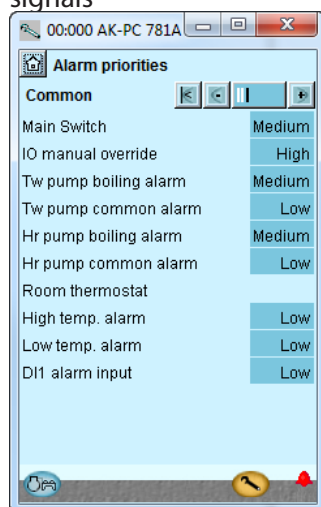 signals
00:000 AK-PC 781A
Alarm priorities
Common
Main Switch Medium
IO manual override High
Tw pump boiling alarm Medium
Tw pump common alarm Low
Hr pump boiling alarm Medium
Hr pump common alarm Low
Room thermostat
High temp. alarm Low
Low temp. alarm Low
DI1 alarm input Low